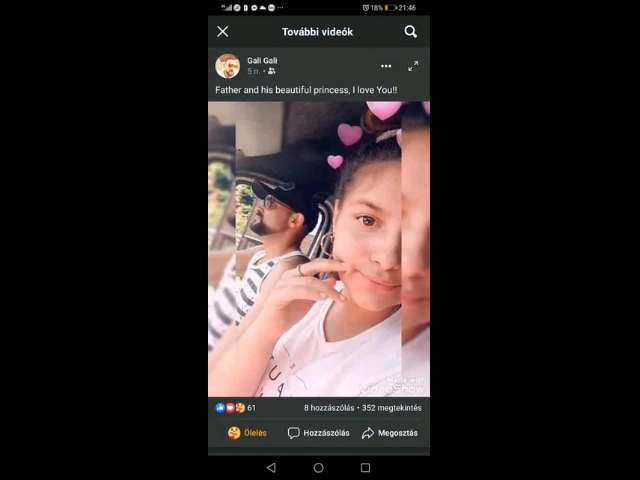 18% 21:46
További videók
Gali Gali
5 n.
Father and his beautiful princess, I love You!!
TUA
Made with
VideoShow
61
8 hozzászólás • 352 megtekintés
Ölelés
Hozzászólás
Megosztás